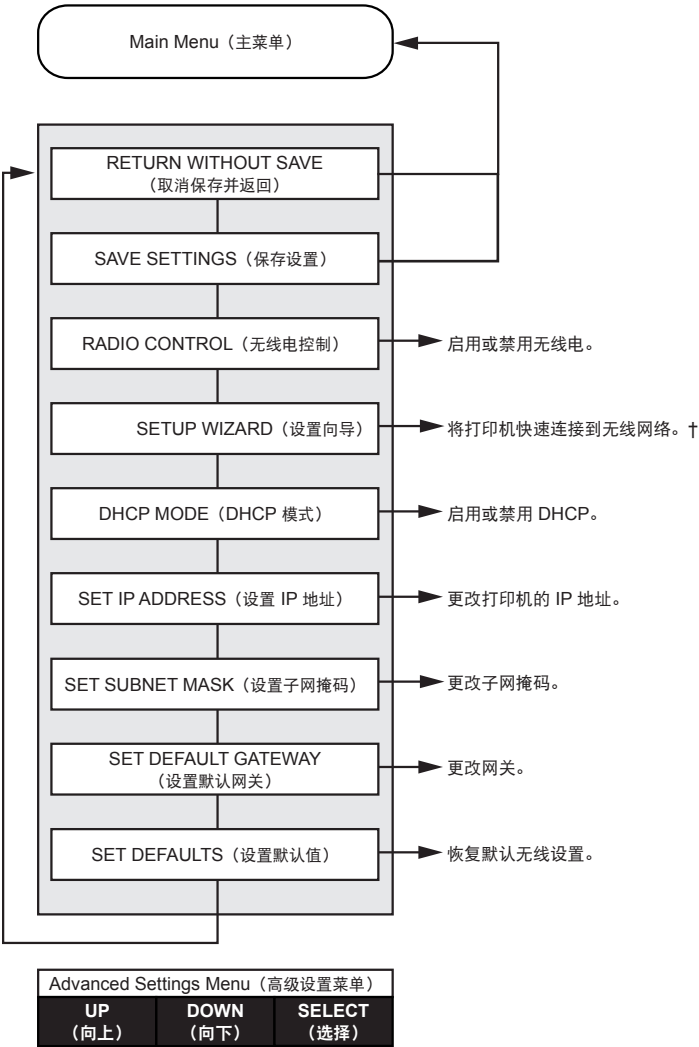 Main Menu（主菜单）
RETURN WITHOUT SAVE
（取消保存并返回）
SAVE SETTINGS（保存设置）
RADIO CONTROL（无线电控制）
启用或禁用无线电。
SETUP WIZARD（设置向导）
将打印机快速连接到无线网络。†
DHCP MODE（DHCP 模式）
启用或禁用 DHCP。
SET IP ADDRESS（设置 IP 地址）
更改打印机的 IP 地址。
SET SUBNET MASK（设置子网掩码）
更改子网掩码。
SET DEFAULT GATEWAY
（设置默认网关）
更改网关。
SET DEFAULTS（设置默认值）
恢复默认无线设置。
Advanced Settings Menu（高级设置菜单）
UP DOWN SELECT
（向上） （向下） （选择）